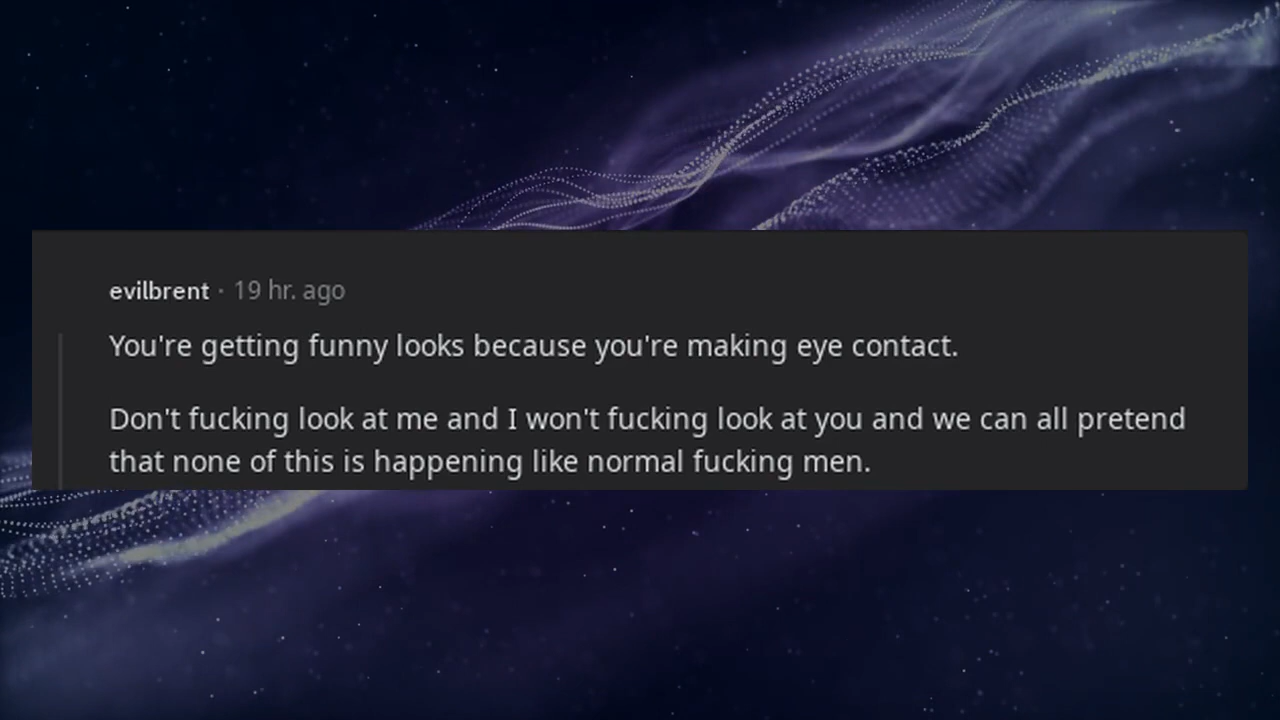 evilbrent · 19 hr. ago
You're getting funny looks because you're making eye contact.
Don't fucking look at me and I won't fucking look at you and we can all pretend
that none of this is happening like normal fucking men.